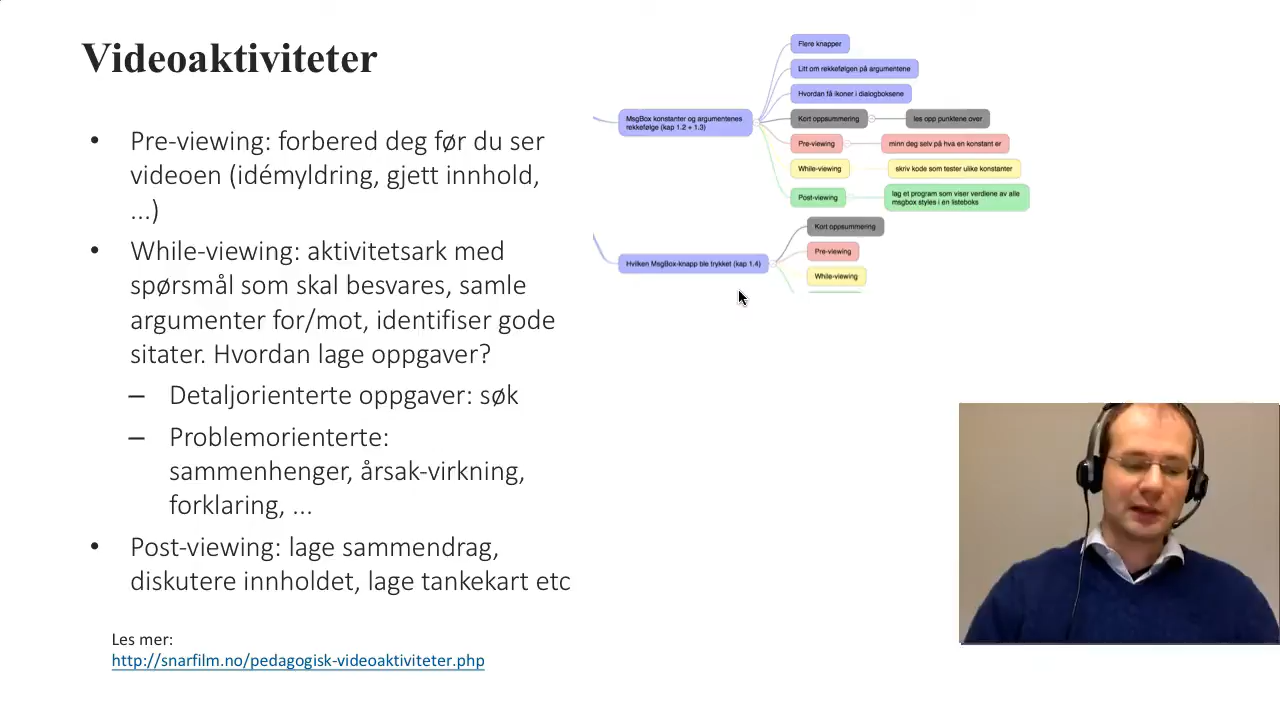 Videoaktiviteter
• Pre-viewing: forbered deg før du ser
videoen (idémyldring, gjett innhold,
...)
• While-viewing: aktivitetsark med
spørsmål som skal besvares, samle
argumenter for/mot, identifiser gode
sitater. Hvordan lage oppgaver?
– Detaljorienterte oppgaver: søk
– Problemorienterte:
sammenhenger, årsak-virkning,
forklaring, ...
• Post-viewing: lage sammendrag,
diskutere innholdet, lage tankekart etc
Les mer:
http://snarfilm.no/pedagogisk-videoaktiviteter.php
MsgBox konstanter og argumentenes
rekkefølge (kap 1.2 + 1.3)
Flere knapper
Litt om rekkefølgen på argumentene
Hvordan få ikoner i dialogboksene
Kort oppsummering
les opp punktene over
Pre-viewing
minn deg selv på hva en konstant er
While-viewing
skriv kode som tester ulike konstanter
Post-viewing
lag et program som viser verdiene av alle
msgbox styles i en listeboks
Hvilken MsgBox-knapp ble trykket (kap 1.4)
Kort oppsummering
Pre-viewing
While-viewing